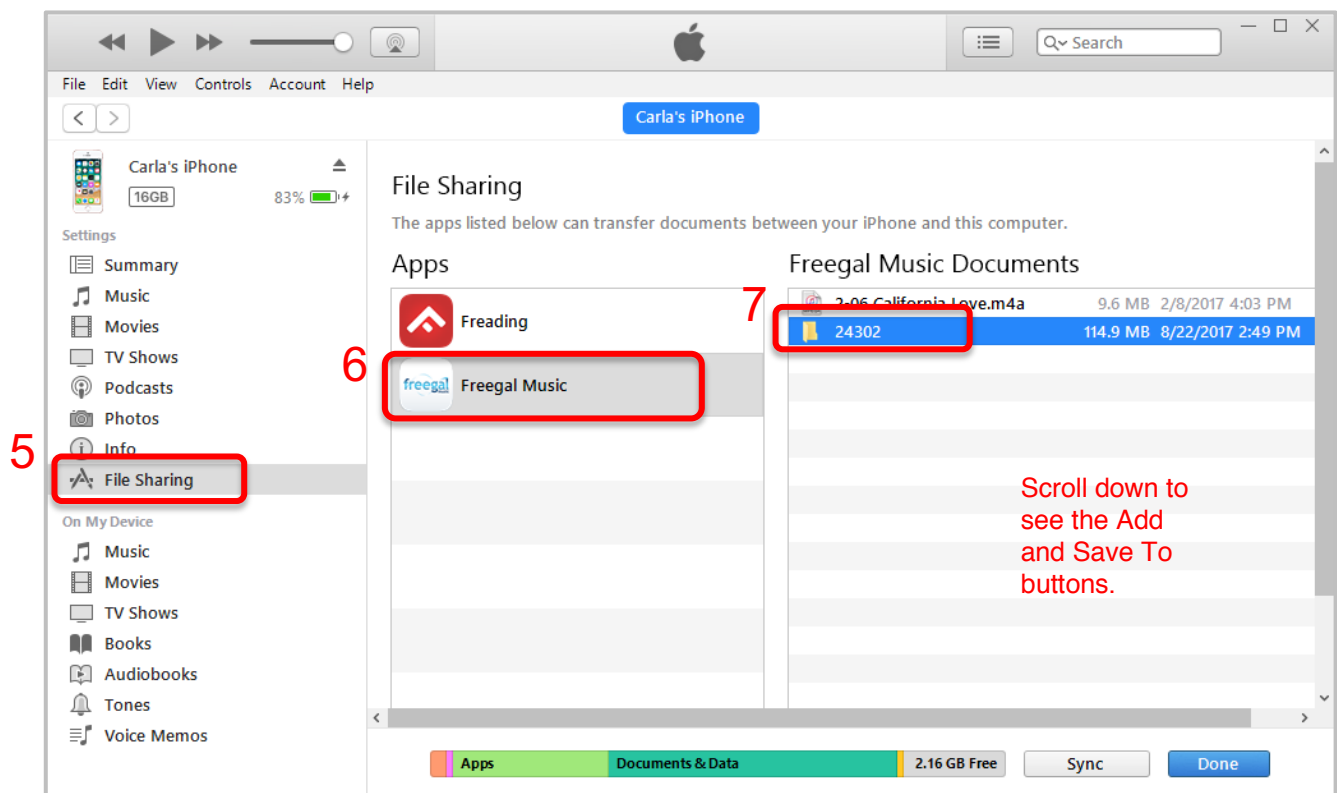 Search
File Edit View Controls Account Help
Carla's iPhone
Carla's iPhone
16GB
83%
Settings
Summary
Music
Movies
TV Shows
Podcasts
Photos
Info
5
File Sharing
On My Device
Music
Movies
TV Shows
Books
Audiobooks
Tones
Voice Memos
File Sharing
The apps listed below can transfer documents between your iPhone and this computer.
Apps
Freading
6
freegal Freegal Music
Freegal Music Documents
7
2-06 California Love.m4a 9.6 MB 2/8/2017 4:03 PM
24302 114.9 MB 8/22/2017 2:49 PM
Scroll down to
see the Add
and Save To
buttons.
Apps Documents & Data 2.16 GB Free Sync Done